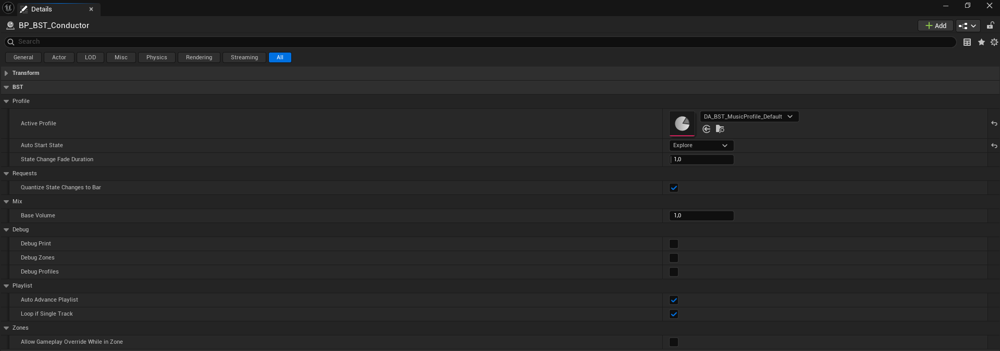 Details
BP_BST_Conductor
Add
Search
General Actor LOD Misc Physics Rendering Streaming All
Transform
BST
Profile
Active Profile DA_BST_MusicProfile_Default
Auto Start State Explore
State Change Fade Duration 1,0
Requests
Quantize State Changes to Bar
Mix
Base Volume 1,0
Debug
Debug Print
Debug Zones
Debug Profiles
Playlist
Auto Advance Playlist
Loop if Single Track
Zones
Allow Gameplay Override While in Zone